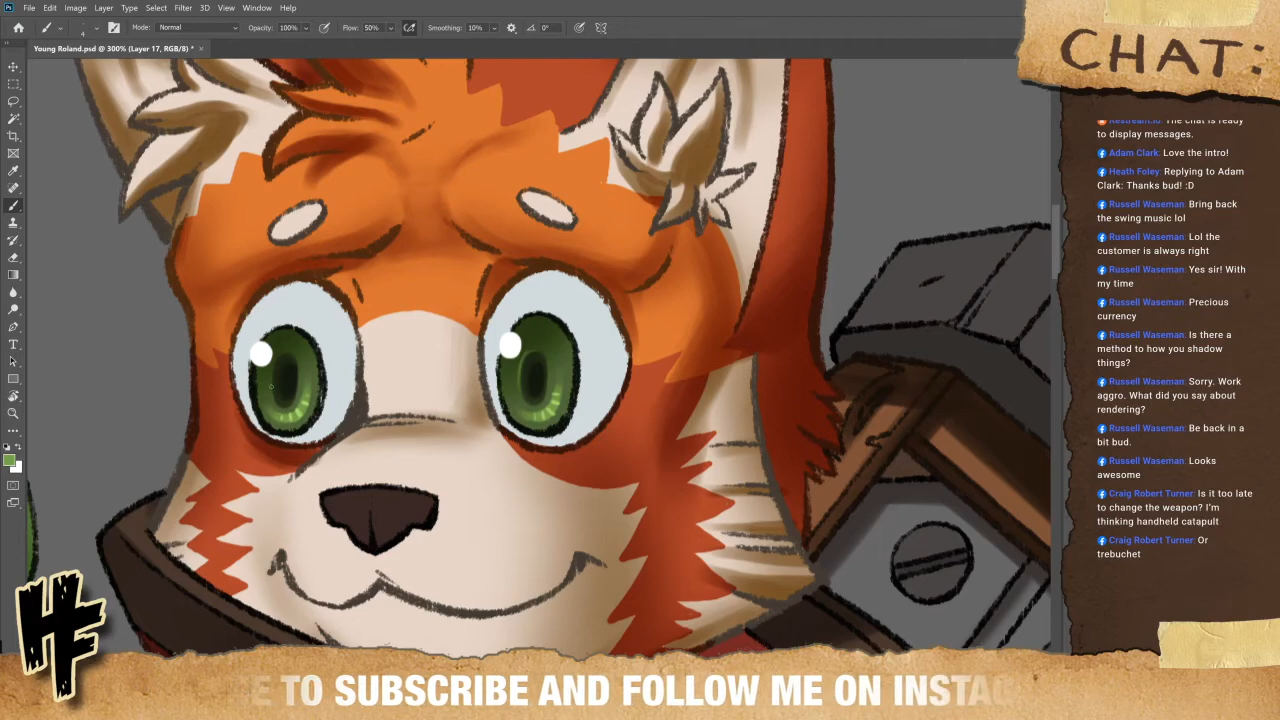 File Edit Image Layer Type Select Filter 3D View Window Help
4 Mode: Normal Opacity: 100% Flow: 50% Smoothing: 10% 0°
Young Roland.psd @ 300% (Layer 17, RGB/8) *
CHAT:
The chat is ready
to display messages.
Adam Clark: Love the intro!
Heath Foley: Replying to Adam
Clark: Thanks bud! :D
Russell Waseman: Bring back
the swing music lol
Russell Waseman: Lol the
customer is always right
Russell Waseman: Yes sir! With
my time
Russell Waseman: Precious
currency
Russell Waseman: Is there a
method to how you shadow
things?
Russell Waseman: Sorry. Work
aggro. What did you say about
rendering?
Russell Waseman: Be back in a
bit bud.
Russell Waseman: Looks
awesome
Craig Robert Turner: Is it too late
to change the weapon? I'm
thinking handheld catapult
Craig Robert Turner: Or
trebuchet
HF
TO SUBSCRIBE AND FOLLOW ME ON INSTAG